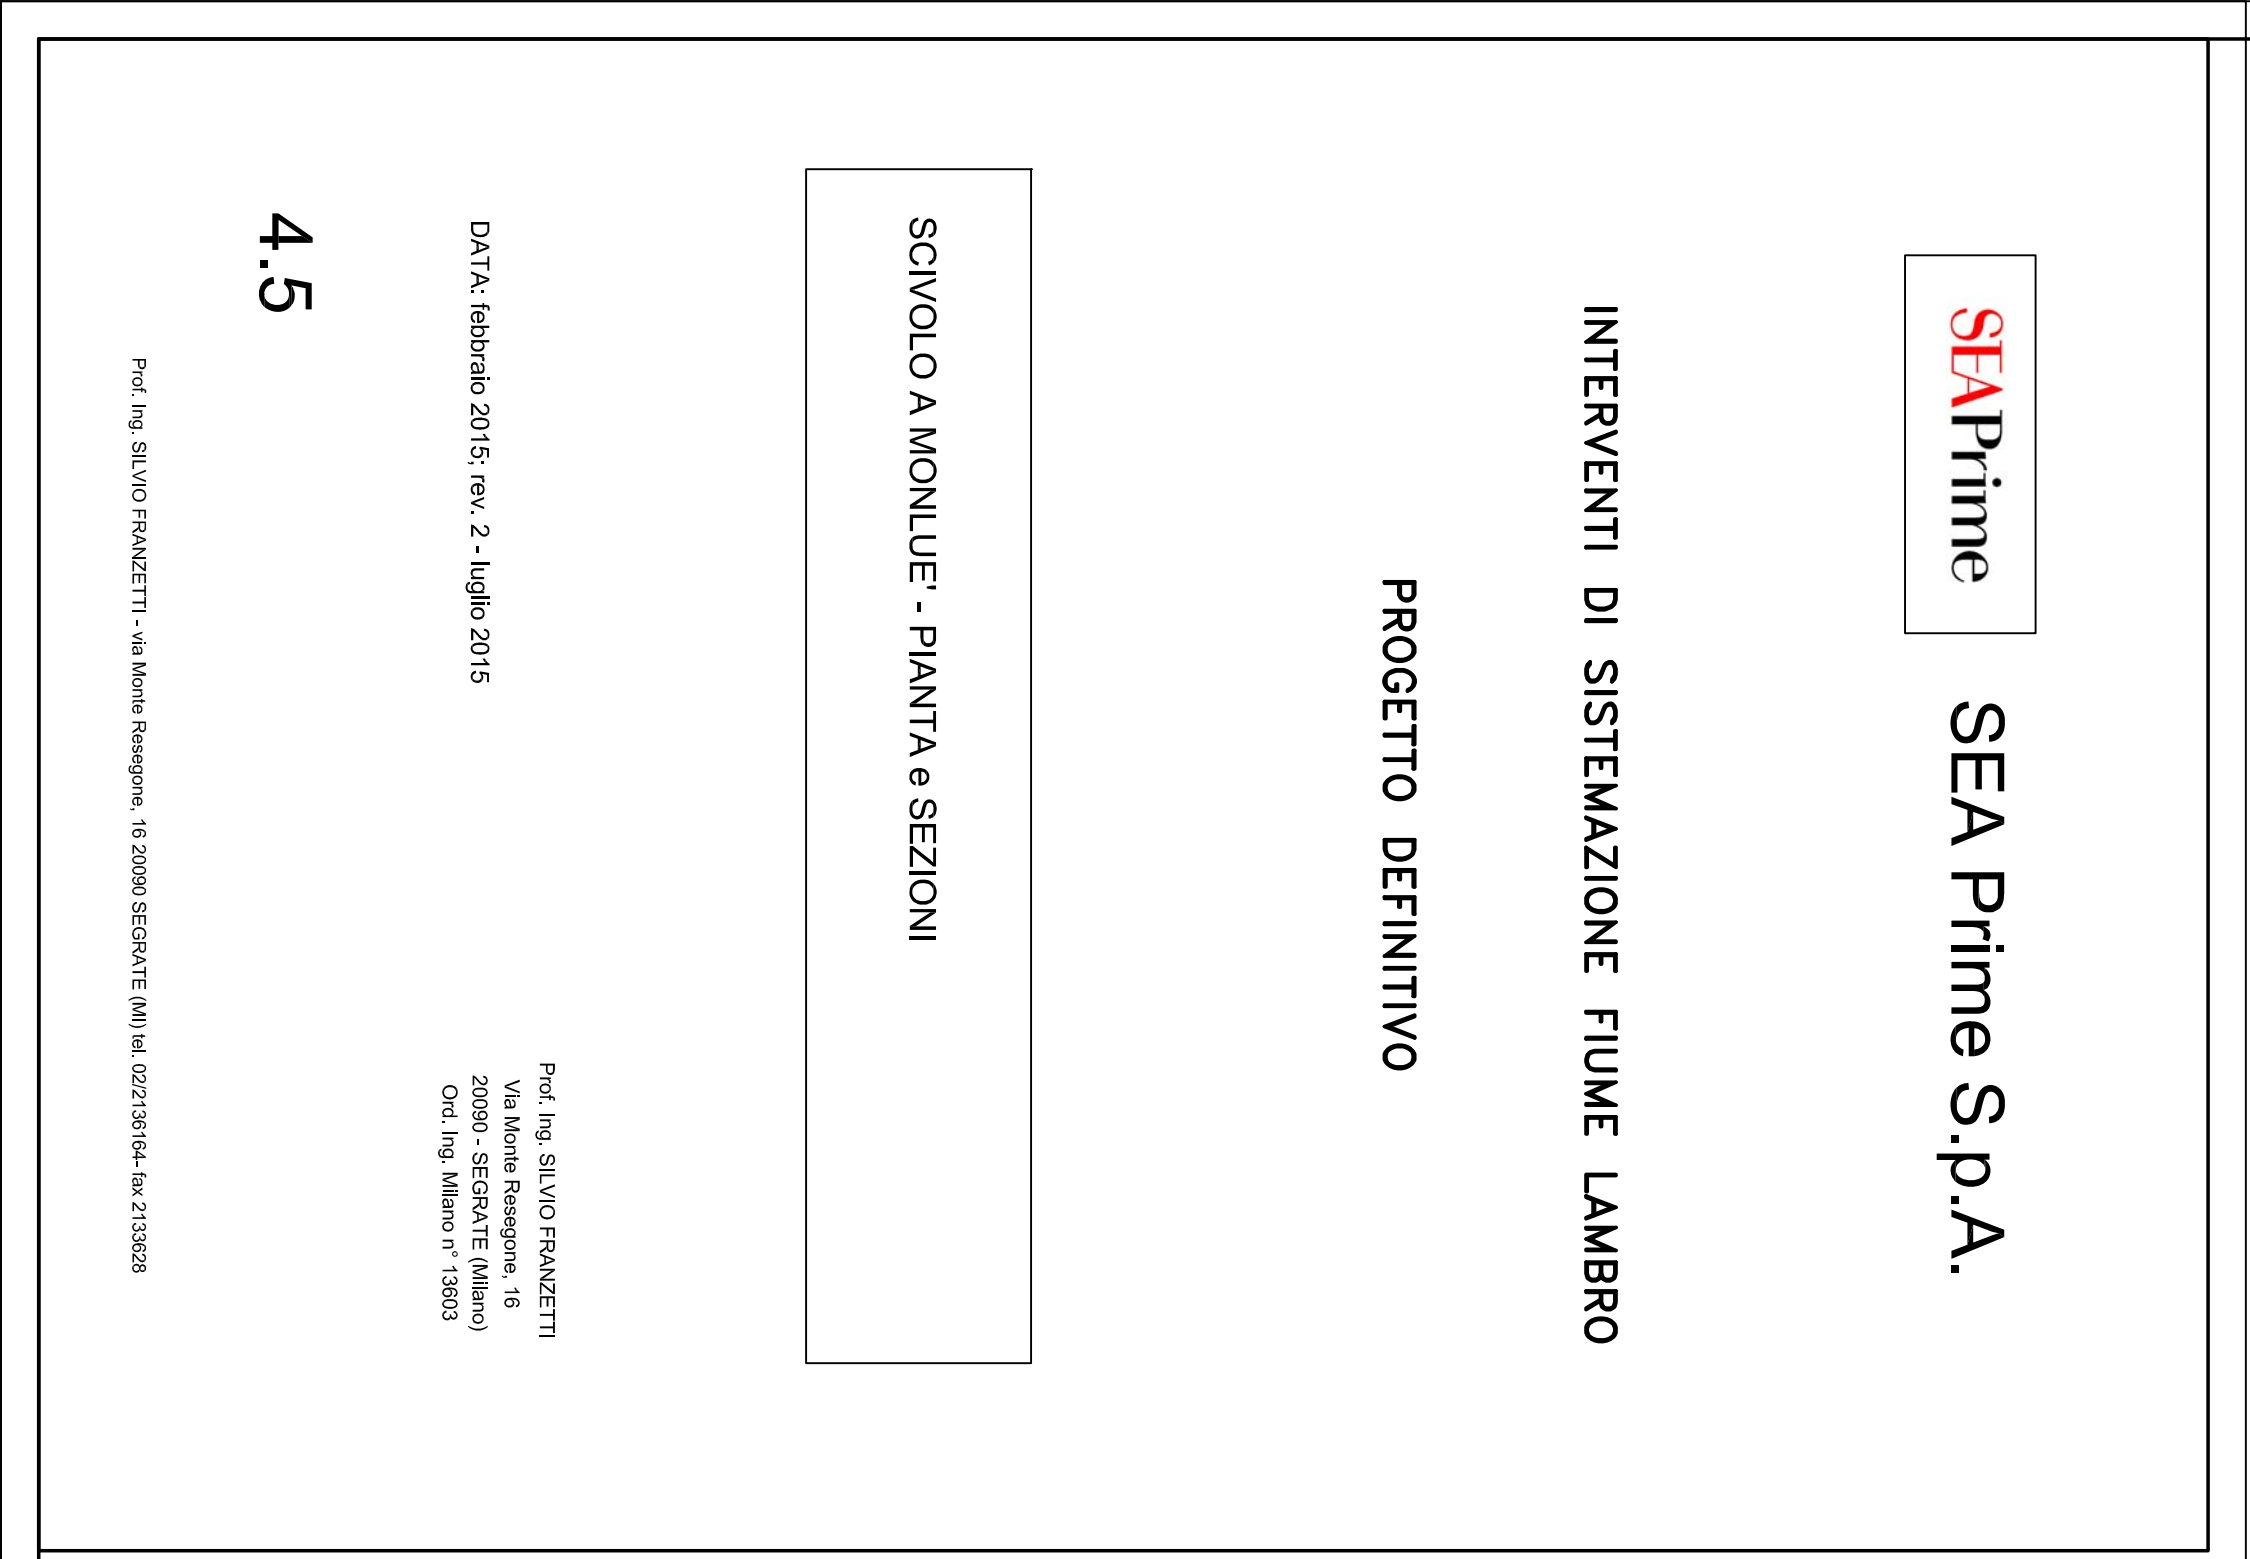 SEAPrime SEA Prime S.p.A.
INTERVENTI DI SISTEMAZIONE FIUME LAMBRO
PROGETTO DEFINITIVO
SCIVOLO A MONLUE' - PIANTA e SEZIONI
Prof. Ing. SILVIO FRANZETTI
Via Monte Resegone, 16
20090 - SEGRATE (Milano)
Ord. Ing. Milano n° 13603
DATA: febbraio 2015; rev. 2 - luglio 2015
4.5
Prof. Ing. SILVIO FRANZETTI - via Monte Resegone, 16 20090 SEGRATE (MI) tel. 02/2136164- fax 2133628